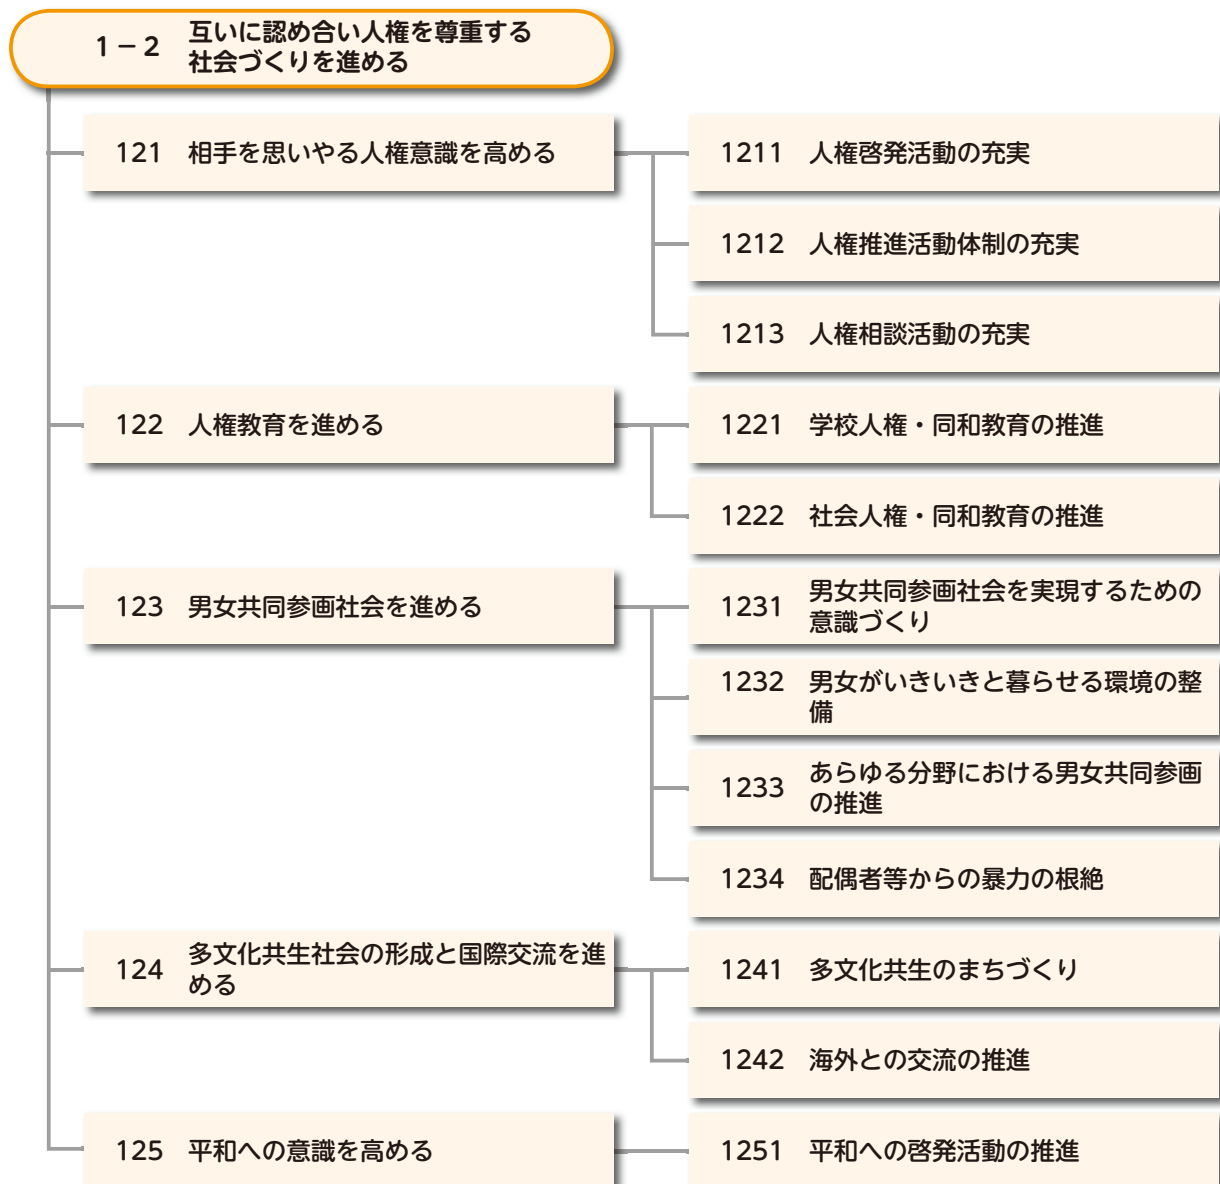 1－2 互いに認め合い人権を尊重する
社会づくりを進める
121 相手を思いやる人権意識を高める
1211 人権啓発活動の充実
1212 人権推進活動体制の充実
1213 人権相談活動の充実
122 人権教育を進める
1221 学校人権・同和教育の推進
1222 社会人権・同和教育の推進
123 男女共同参画社会を進める
1231 男女共同参画社会を実現するための
意識づくり
1232 男女がいきいきと暮らせる環境の整
備
1233 あらゆる分野における男女共同参画
の推進
1234 配偶者等からの暴力の根絶
124 多文化共生社会の形成と国際交流を進
める
1241 多文化共生のまちづくり
1242 海外との交流の推進
125 平和への意識を高める
1251 平和への啓発活動の推進